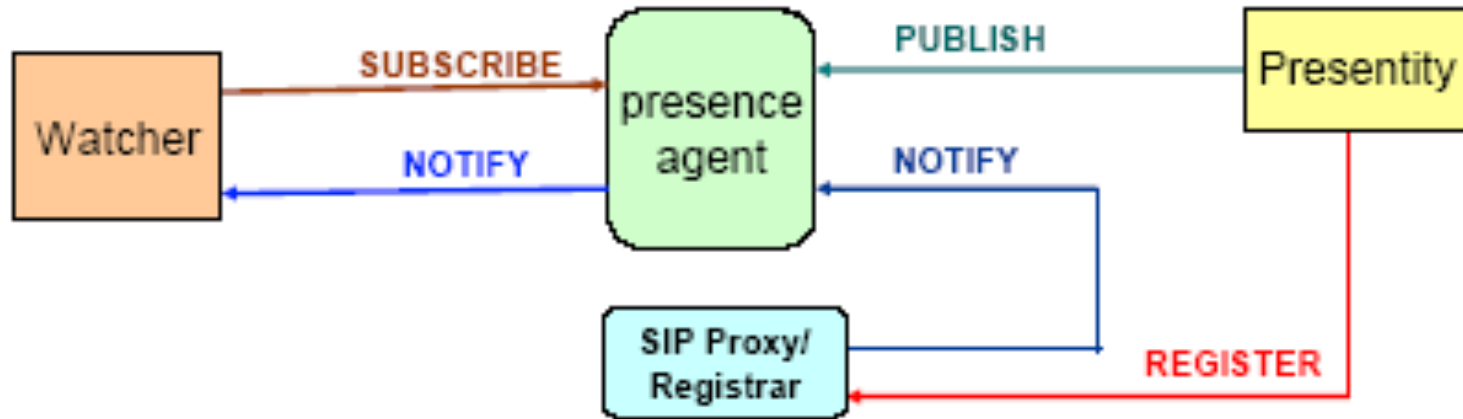 PUBLISH
Presentity
SUBSCRIBE
Watcher
presence
agent
NOTIFY
NOTIFY
SIP Proxy/
Registrar
REGISTER